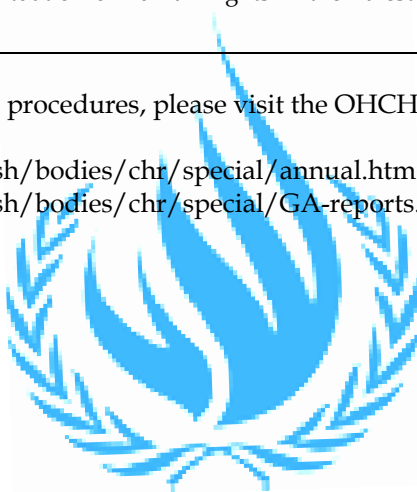 procedures, please visit the OHCH
sh/bodies/chr/special/annual.htm
sh/bodies/chr/special/GA-reports.